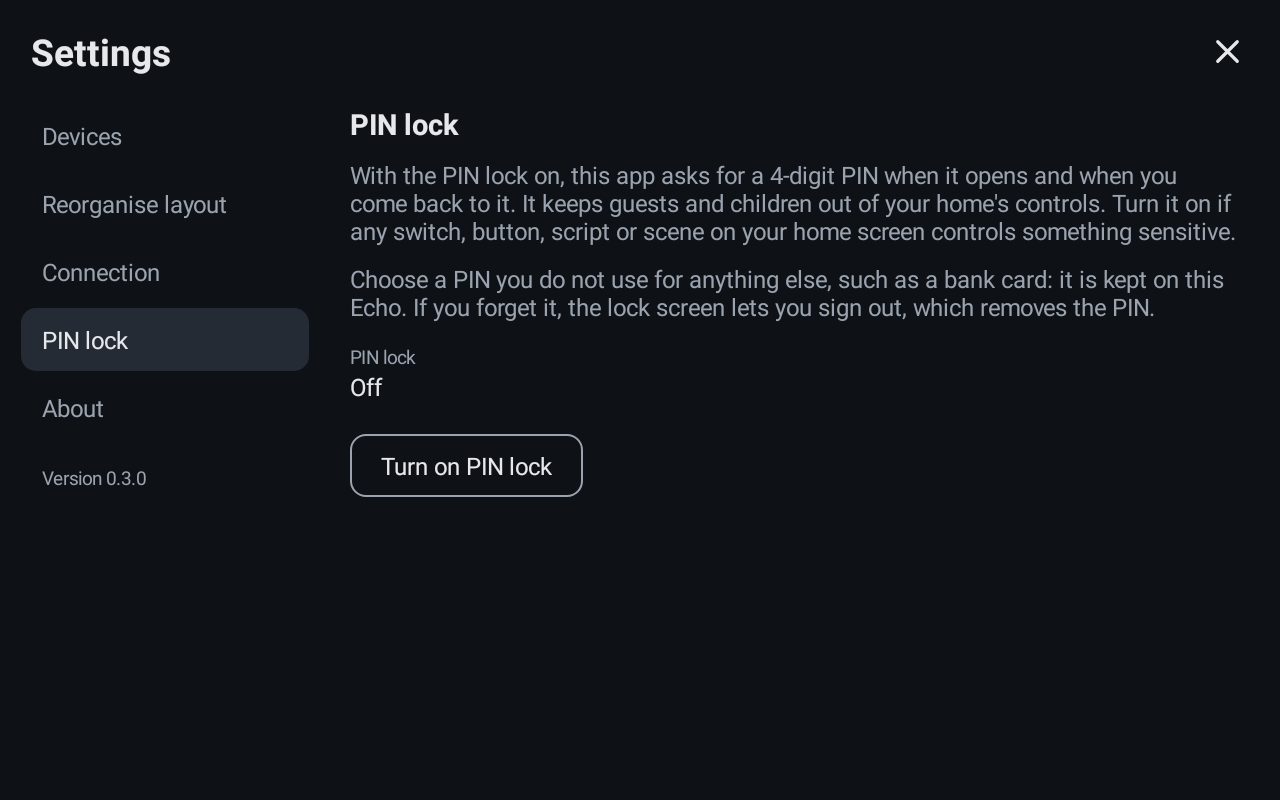 Settings
Devices
Reorganise layout
Connection
PIN lock
About
Version 0.3.0
PIN lock
With the PIN lock on, this app asks for a 4-digit PIN when it opens and when you
come back to it. It keeps guests and children out of your home's controls. Turn it on if
any switch, button, script or scene on your home screen controls something sensitive.
Choose a PIN you do not use for anything else, such as a bank card: it is kept on this
Echo. If you forget it, the lock screen lets you sign out, which removes the PIN.
PIN lock
Off
Turn on PIN lock